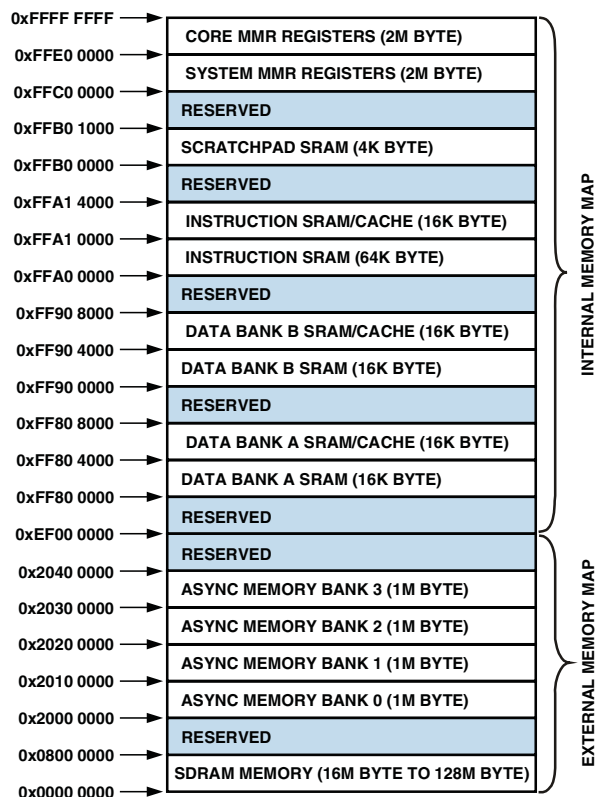 0xFFFF FFFF
CORE MMR REGISTERS (2M BYTE)
0xFFE0 0000
SYSTEM MMR REGISTERS (2M BYTE)
0xFFC0 0000
RESERVED
0xFFB0 1000
SCRATCHPAD SRAM (4K BYTE)
0xFFB0 0000
RESERVED
0xFFA1 4000
INSTRUCTION SRAM/CACHE (16K BYTE)
0xFFA1 0000
INSTRUCTION SRAM (64K BYTE)
0xFFA0 0000
RESERVED
0xFF90 8000
DATA BANK B SRAM/CACHE (16K BYTE)
0xFF90 4000
DATA BANK B SRAM (16K BYTE)
0xFF90 0000
RESERVED
0xFF80 8000
DATA BANK A SRAM/CACHE (16K BYTE)
0xFF80 4000
DATA BANK A SRAM (16K BYTE)
0xFF80 0000
RESERVED
0xEF00 0000
RESERVED
0x2040 0000
ASYNC MEMORY BANK 3 (1M BYTE)
0x2030 0000
ASYNC MEMORY BANK 2 (1M BYTE)
0x2020 0000
ASYNC MEMORY BANK 1 (1M BYTE)
0x2010 0000
ASYNC MEMORY BANK 0 (1M BYTE)
0x2000 0000
RESERVED
0x0800 0000
SDRAM MEMORY (16M BYTE TO 128M BYTE)
0x0000 0000
INTERNAL MEMORY MAP
EXTERNAL MEMORY MAP